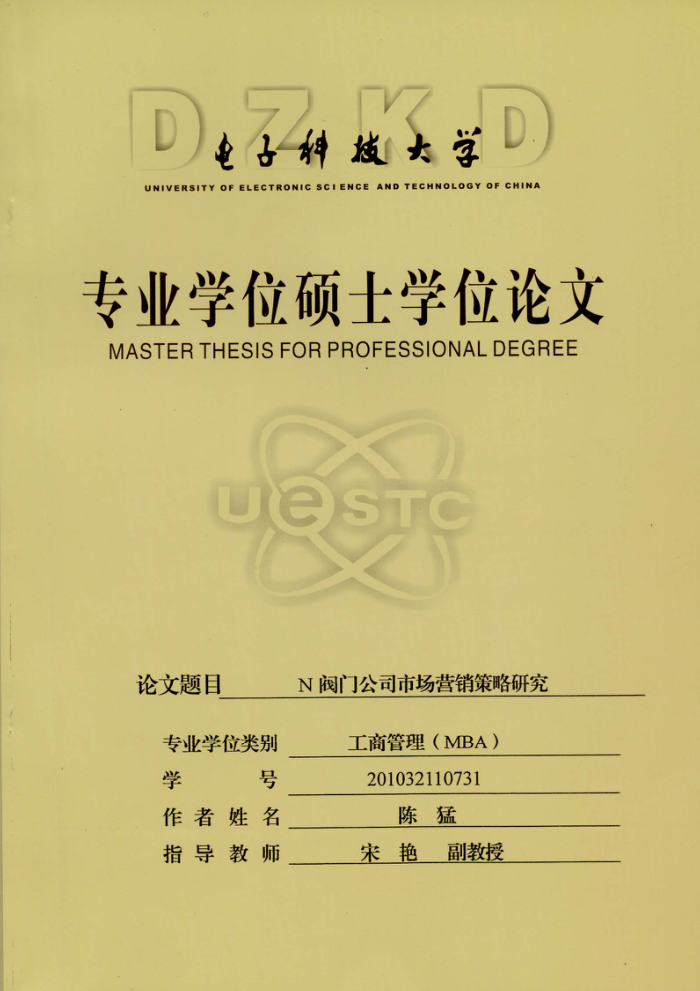 DZKD
电子科技大学
UNIVERSITY OF ELECTRONIC SCIENCE AND TECHNOLOGY OF CHINA
专业学位硕士学位论文
MASTER THESIS FOR PROFESSIONAL DEGREE
UeSTC
论文题目 N 阀门公司市场营销策略研究
专业学位类别 工商管理（MBA）
学 号 201032110731
作 者 姓 名 陈 猛
指 导 教 师 宋 艳 副教授